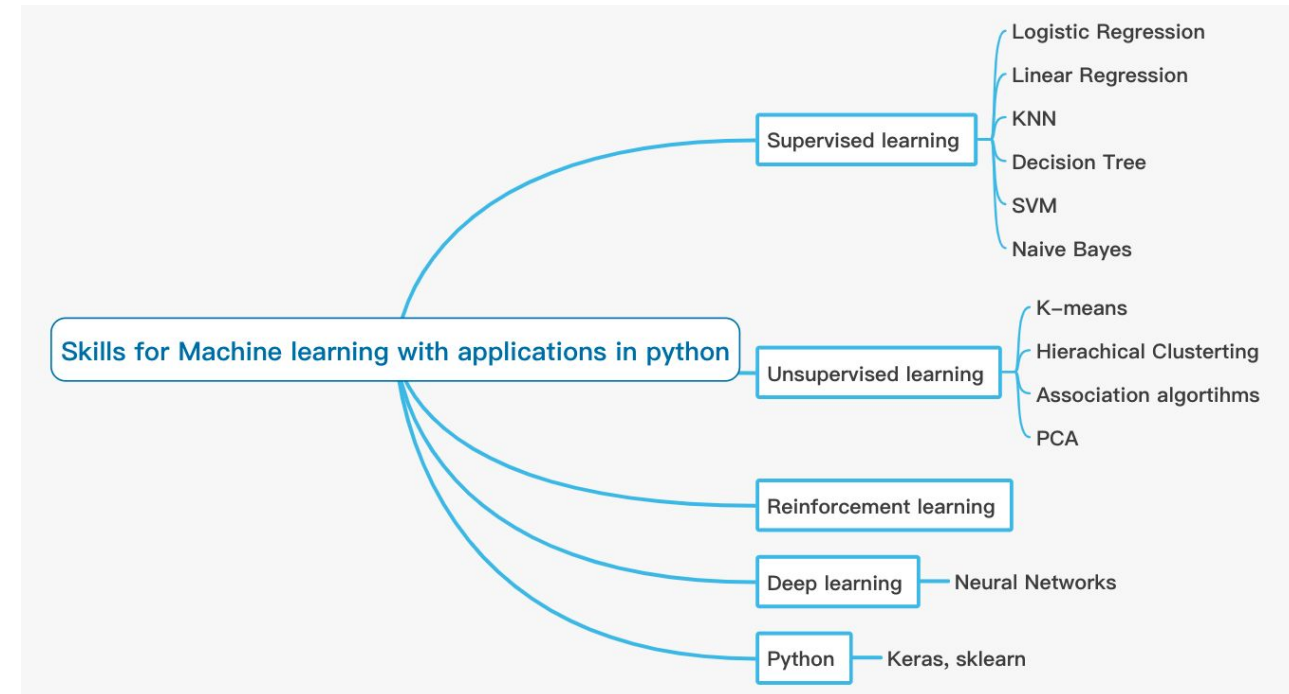 Skills for Machine learning with applications in python
Supervised learning
Logistic Regression
Linear Regression
KNN
Decision Tree
SVM
Naive Bayes
Unsupervised learning
K-means
Hierachical Clusterting
Association algortihms
PCA
Reinforcement learning
Deep learning
Neural Networks
Python
Keras, sklearn